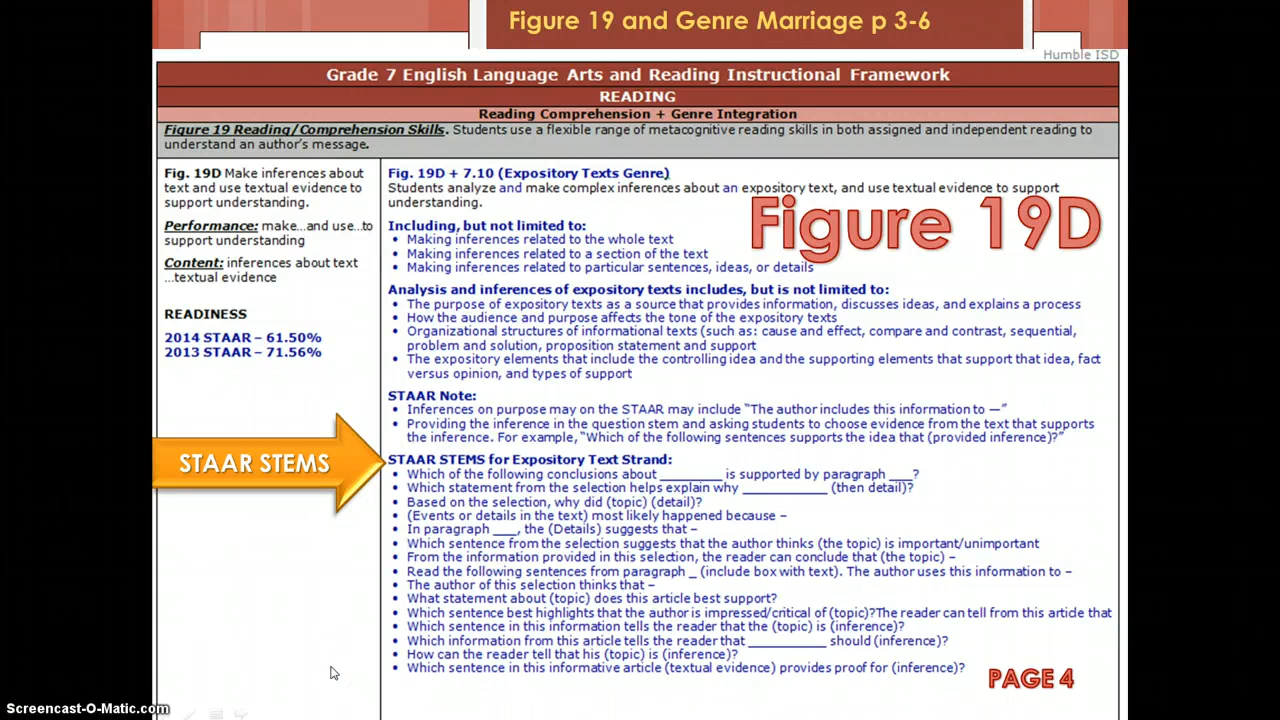 Figure 19 and Genre Marriage p 3-6
Humble ISD
Grade 7 English Language Arts and Reading Instructional Framework
READING
Reading Comprehension + Genre Integration
Figure 19 Reading/Comprehension Skills. Students use a flexible range of metacognitive reading skills in both assigned and independent reading to
understand an author's message.
Fig. 19D Make inferences about
text and use textual evidence to
support understanding.
Performance: make…and use…to
support understanding
Content: inferences about text
…textual evidence
READINESS
2014 STAAR – 61.50%
2013 STAAR – 71.56%
STAAR STEMS
Fig. 19D + 7.10 (Expository Texts Genre)
Students analyze and make complex inferences about an expository text, and use textual evidence to support
understanding.
Figure 19D
Including, but not limited to:
• Making inferences related to the whole text
• Making inferences related to a section of the text
• Making inferences related to particular sentences, ideas, or details
Analysis and inferences of expository texts includes, but is not limited to:
• The purpose of expository texts as a source that provides information, discusses ideas, and explains a process
• How the audience and purpose affects the tone of the expository texts
• Organizational structures of informational texts (such as: cause and effect, compare and contrast, sequential,
problem and solution, proposition statement and support
• The expository elements that include the controlling idea and the supporting elements that support that idea, fact
versus opinion, and types of support
STAAR Note:
• Inferences on purpose may on the STAAR may include "The author includes this information to —"
• Providing the inference in the question stem and asking students to choose evidence from the text that supports
the inference. For example, "Which of the following sentences supports the idea that (provided inference)?"
STAAR STEMS for Expository Text Strand:
• Which of the following conclusions about _________ is supported by paragraph ___?
• Which statement from the selection helps explain why ____________ (then detail)?
• Based on the selection, why did (topic) (detail)?
• (Events or details in the text) most likely happened because –
• In paragraph ___, the (Details) suggests that –
• Which sentence from the selection suggests that the author thinks (the topic) is important/unimportant
• From the information provided in this selection, the reader can conclude that (the topic) –
• Read the following sentences from paragraph _ (include box with text). The author uses this information to –
• The author of this selection thinks that –
• What statement about (topic) does this article best support?
• Which sentence best highlights that the author is impressed/critical of (topic)?The reader can tell from this article that
• Which sentence in this information tells the reader that the (topic) is (inference)?
• Which information from this article tells the reader that ___________ should (inference)?
• How can the reader tell that his (topic) is (inference)?
• Which sentence in this informative article (textual evidence) provides proof for (inference)?
PAGE 4
Screencast-O-Matic.com